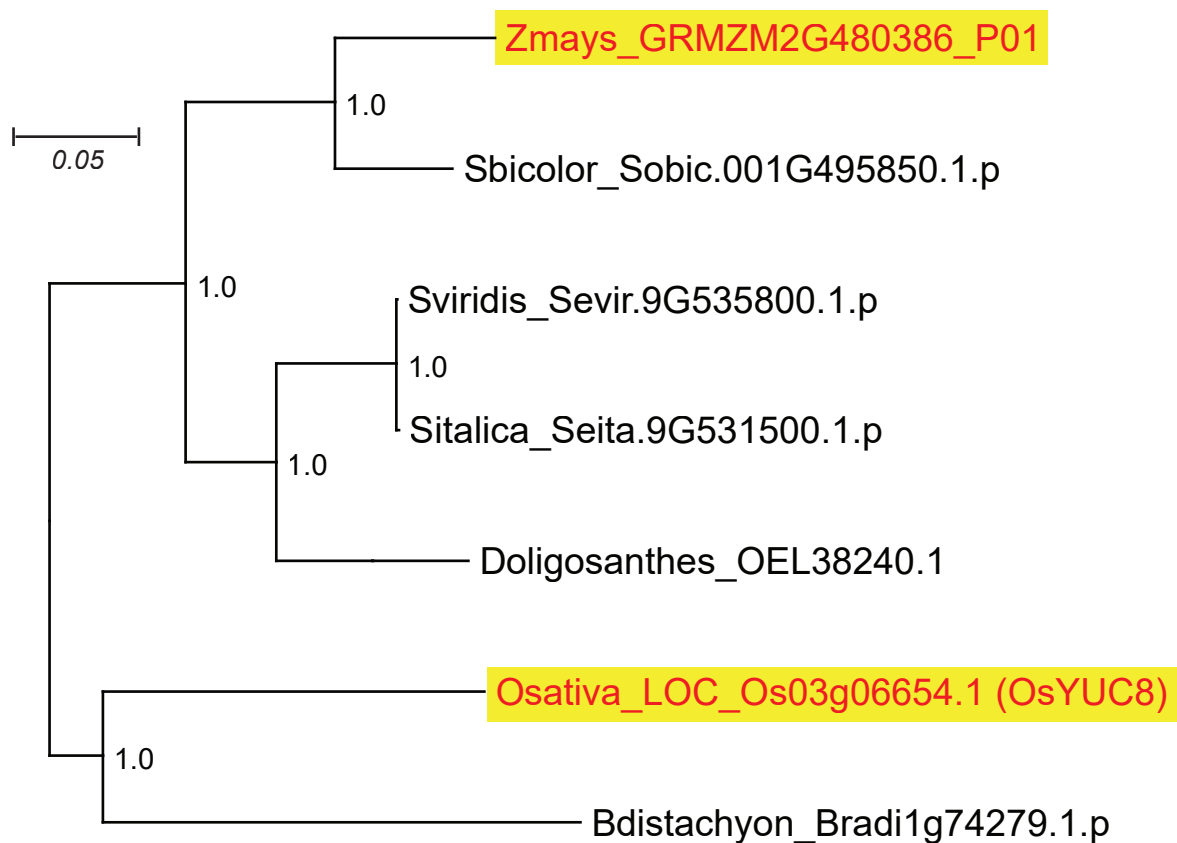 Zmays_GRMZM2G480386_P01
1.0
0.05
Sbicolor_Sobic.001G495850.1.p
1.0
Sviridis_Sevir.9G535800.1.p
1.0
Sitalica_Seita.9G531500.1.p
1.0
Doligosanthes_OEL38240.1
Osativa_LOC_Os03g06654.1 (OsYUC8)
1.0
Bdistachyon_Bradi1g74279.1.p